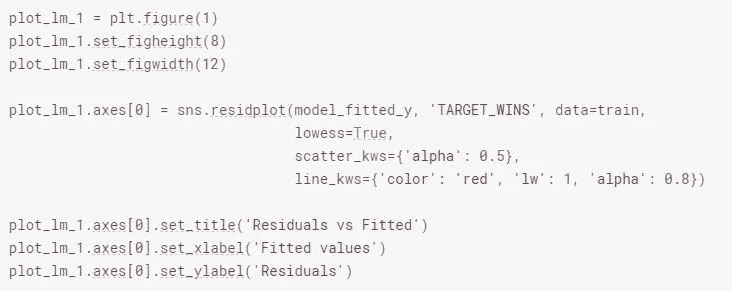 plot_lm_1 = plt.figure(1)
plot_lm_1.set_figheight(8)
plot_lm_1.set_figwidth(12)
plot_lm_1.axes[0] = sns.residplot(model_fitted_y, 'TARGET_WINS', data=train,
lowess=True,
scatter_kws={'alpha': 0.5},
line_kws={'color': 'red', 'lw': 1, 'alpha': 0.8})
plot_lm_1.axes[0].set_title('Residuals vs Fitted')
plot_lm_1.axes[0].set_xlabel('Fitted values')
plot_lm_1.axes[0].set_ylabel('Residuals')